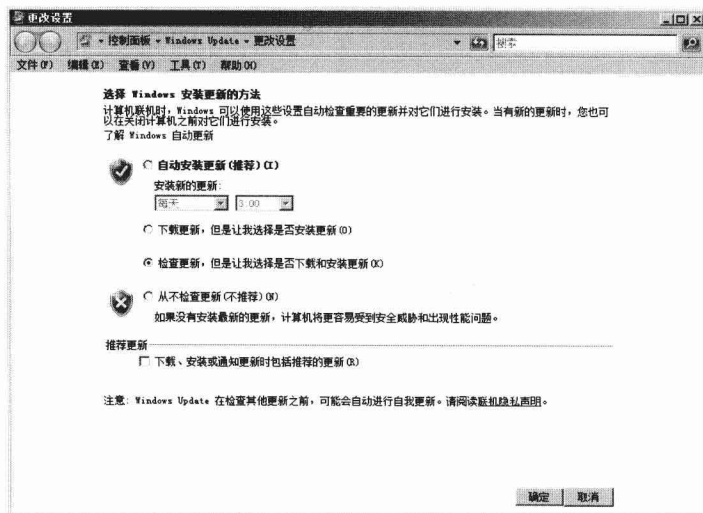 更改设置
控制面板 - Windows Update - 更改设置
搜索
文件(F) 编辑(E) 查看(V) 工具(T) 帮助(H)
选择 Windows 安装更新的方法
计算机联机时，Windows 可以使用这些设置自动检查重要的更新并对它们进行安装。当有新的更新时，您也可
以在关闭计算机之前对它们进行安装。
了解 Windows 自动更新
自动安装更新(推荐)(I)
安装新的更新:
每天 3:00
下载更新，但是让我选择是否安装更新(O)
检查更新，但是让我选择是否下载和安装更新(K)
从不检查更新(不推荐)(N)
如果没有安装最新的更新，计算机将更容易受到安全威胁和出现性能问题。
推荐更新
下载、安装或通知更新时包括推荐的更新(R)
注意: Windows Update 在检查其他更新之前，可能会自动进行自我更新。请阅读联机隐私声明。
确定 取消